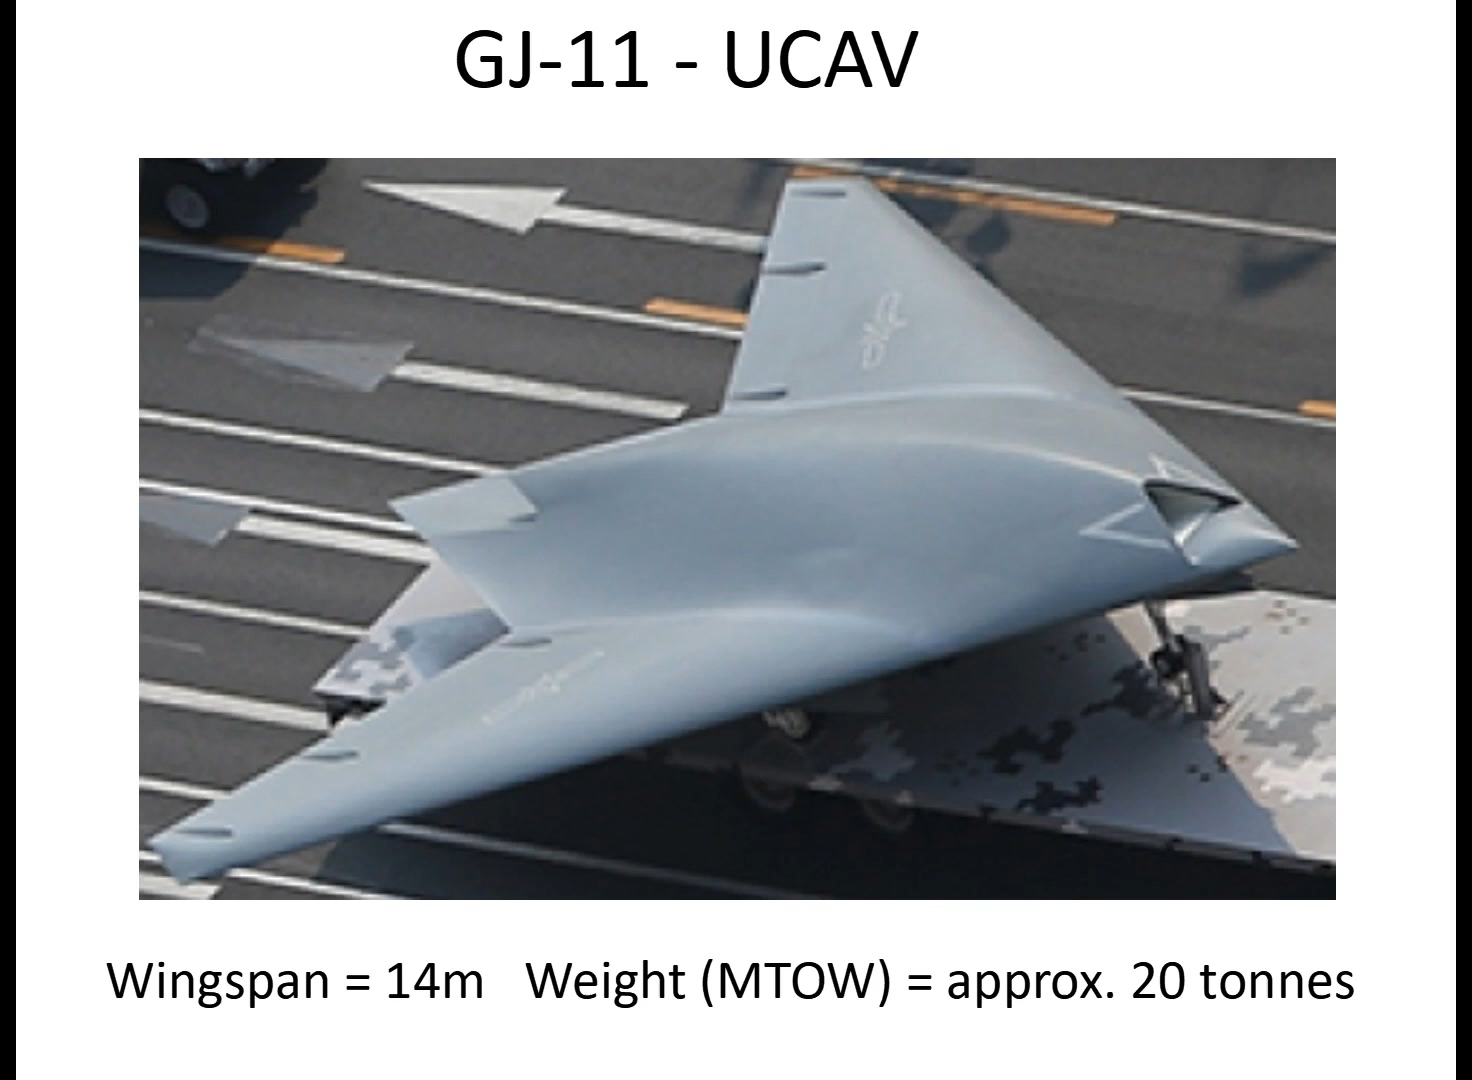 GJ-11 - UCAV
Wingspan = 14m   Weight (MTOW) = approx. 20 tonnes